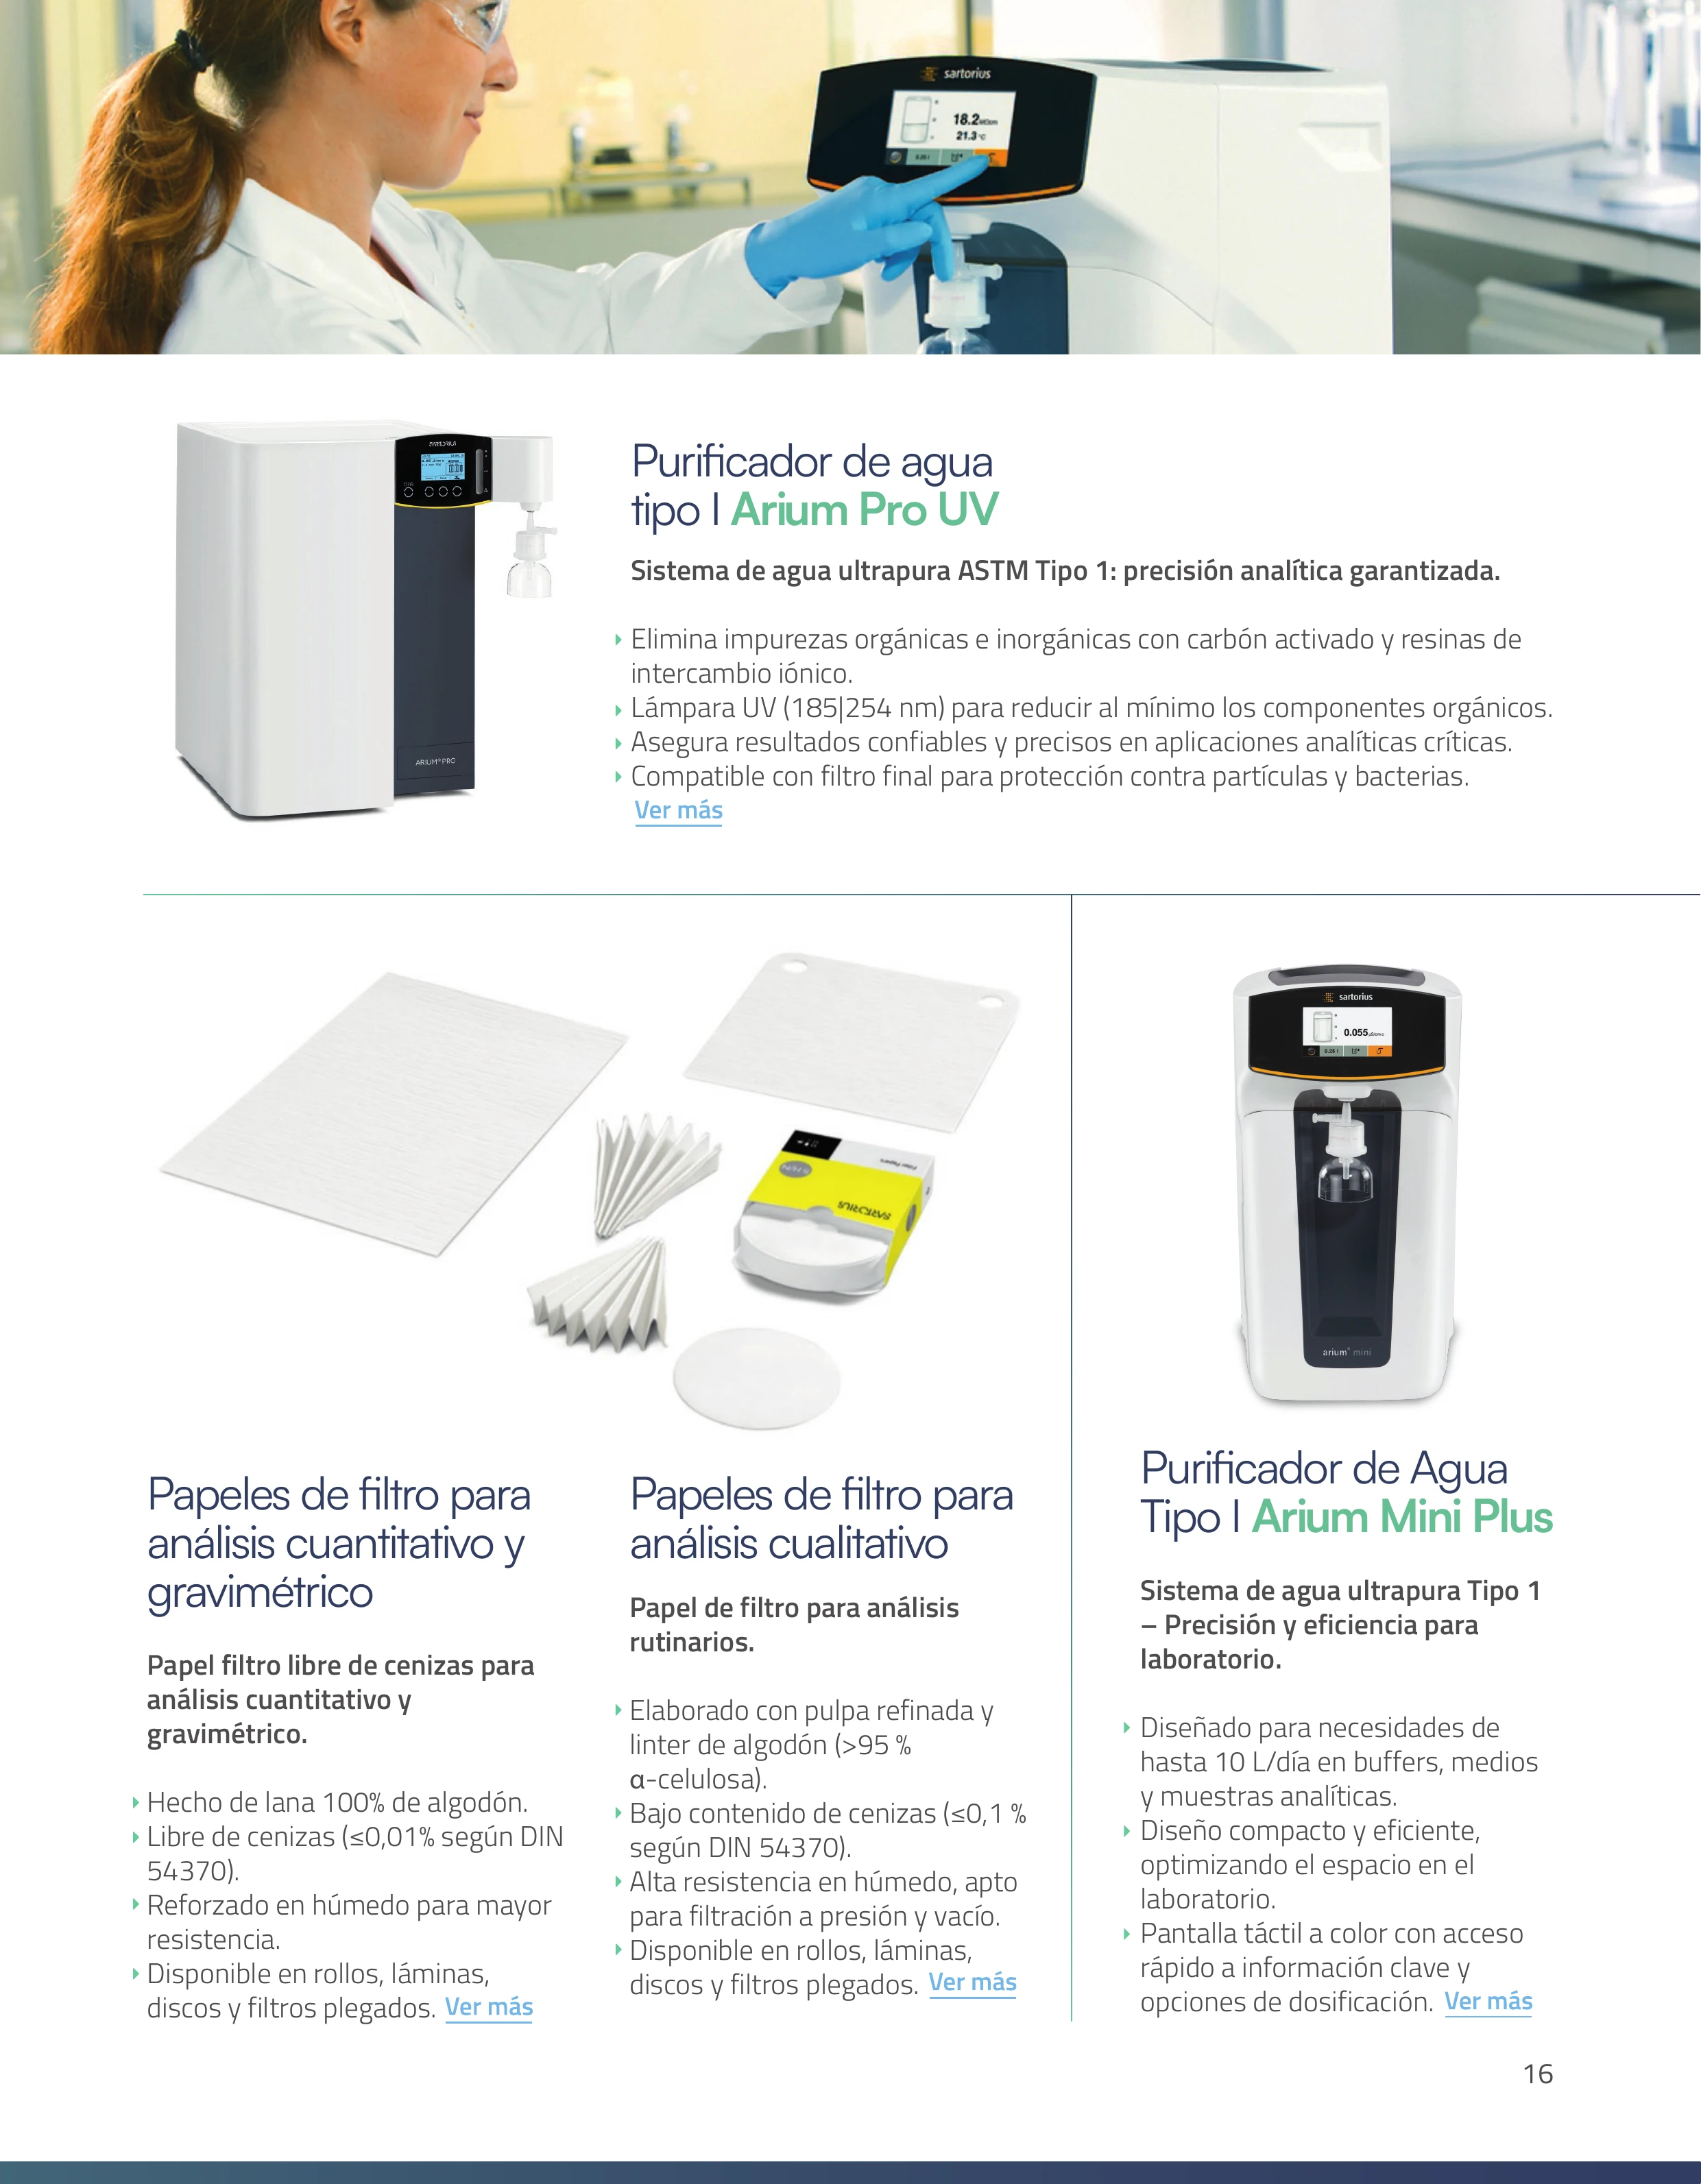 sartorius
18.2
21.3 °C
0.25 l
SARTORIUS
ARIUM® PRO
Purificador de agua
tipo I Arium Pro UV
Sistema de agua ultrapura ASTM Tipo 1: precisión analítica garantizada.
Elimina impurezas orgánicas e inorgánicas con carbón activado y resinas de
intercambio iónico.
Lámpara UV (185|254 nm) para reducir al mínimo los componentes orgánicos.
Asegura resultados confiables y precisos en aplicaciones analíticas críticas.
Compatible con filtro final para protección contra partículas y bacterias.
Ver más
Filter Papers
SARTORIUS
sartorius
0.055
0.25 l
arium® mini
Papeles de filtro para
análisis cuantitativo y
gravimétrico
Papel filtro libre de cenizas para
análisis cuantitativo y
gravimétrico.
Hecho de lana 100% de algodón.
Libre de cenizas (≤0,01% según DIN
54370).
Reforzado en húmedo para mayor
resistencia.
Disponible en rollos, láminas,
discos y filtros plegados. Ver más
Papeles de filtro para
análisis cualitativo
Papel de filtro para análisis
rutinarios.
Elaborado con pulpa refinada y
linter de algodón (>95 %
α-celulosa).
Bajo contenido de cenizas (≤0,1 %
según DIN 54370).
Alta resistencia en húmedo, apto
para filtración a presión y vacío.
Disponible en rollos, láminas,
discos y filtros plegados. Ver más
Purificador de Agua
Tipo I Arium Mini Plus
Sistema de agua ultrapura Tipo 1
– Precisión y eficiencia para
laboratorio.
Diseñado para necesidades de
hasta 10 L/día en buffers, medios
y muestras analíticas.
Diseño compacto y eficiente,
optimizando el espacio en el
laboratorio.
Pantalla táctil a color con acceso
rápido a información clave y
opciones de dosificación. Ver más
16